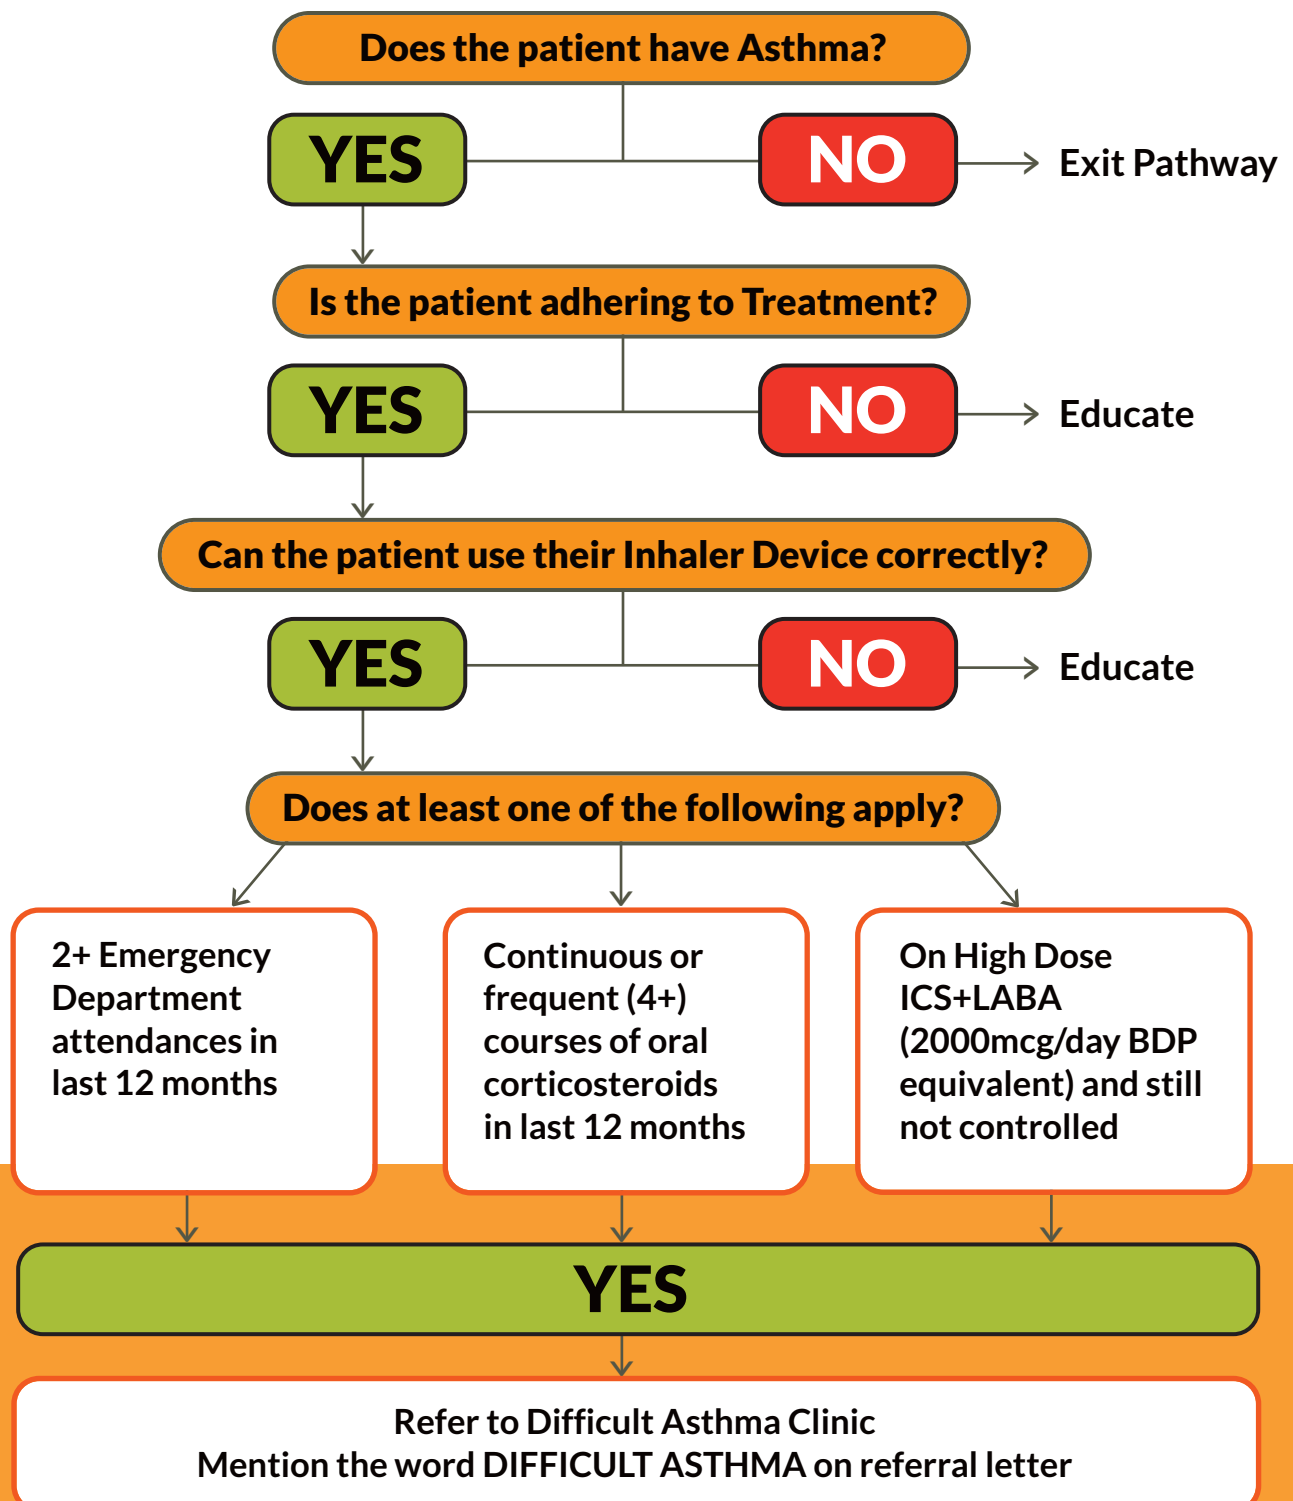 Does the patient have Asthma?
YES
NO
Exit Pathway
Is the patient adhering to Treatment?
YES
NO
Educate
Can the patient use their Inhaler Device correctly?
YES
NO
Educate
Does at least one of the following apply?
2+ Emergency
Department
attendances in
last 12 months
Continuous or
frequent (4+)
courses of oral
corticosteroids
in last 12 months
On High Dose
ICS+LABA
(2000mcg/day BDP
equivalent) and still
not controlled
YES
Refer to Difficult Asthma Clinic
Mention the word DIFFICULT ASTHMA on referral letter